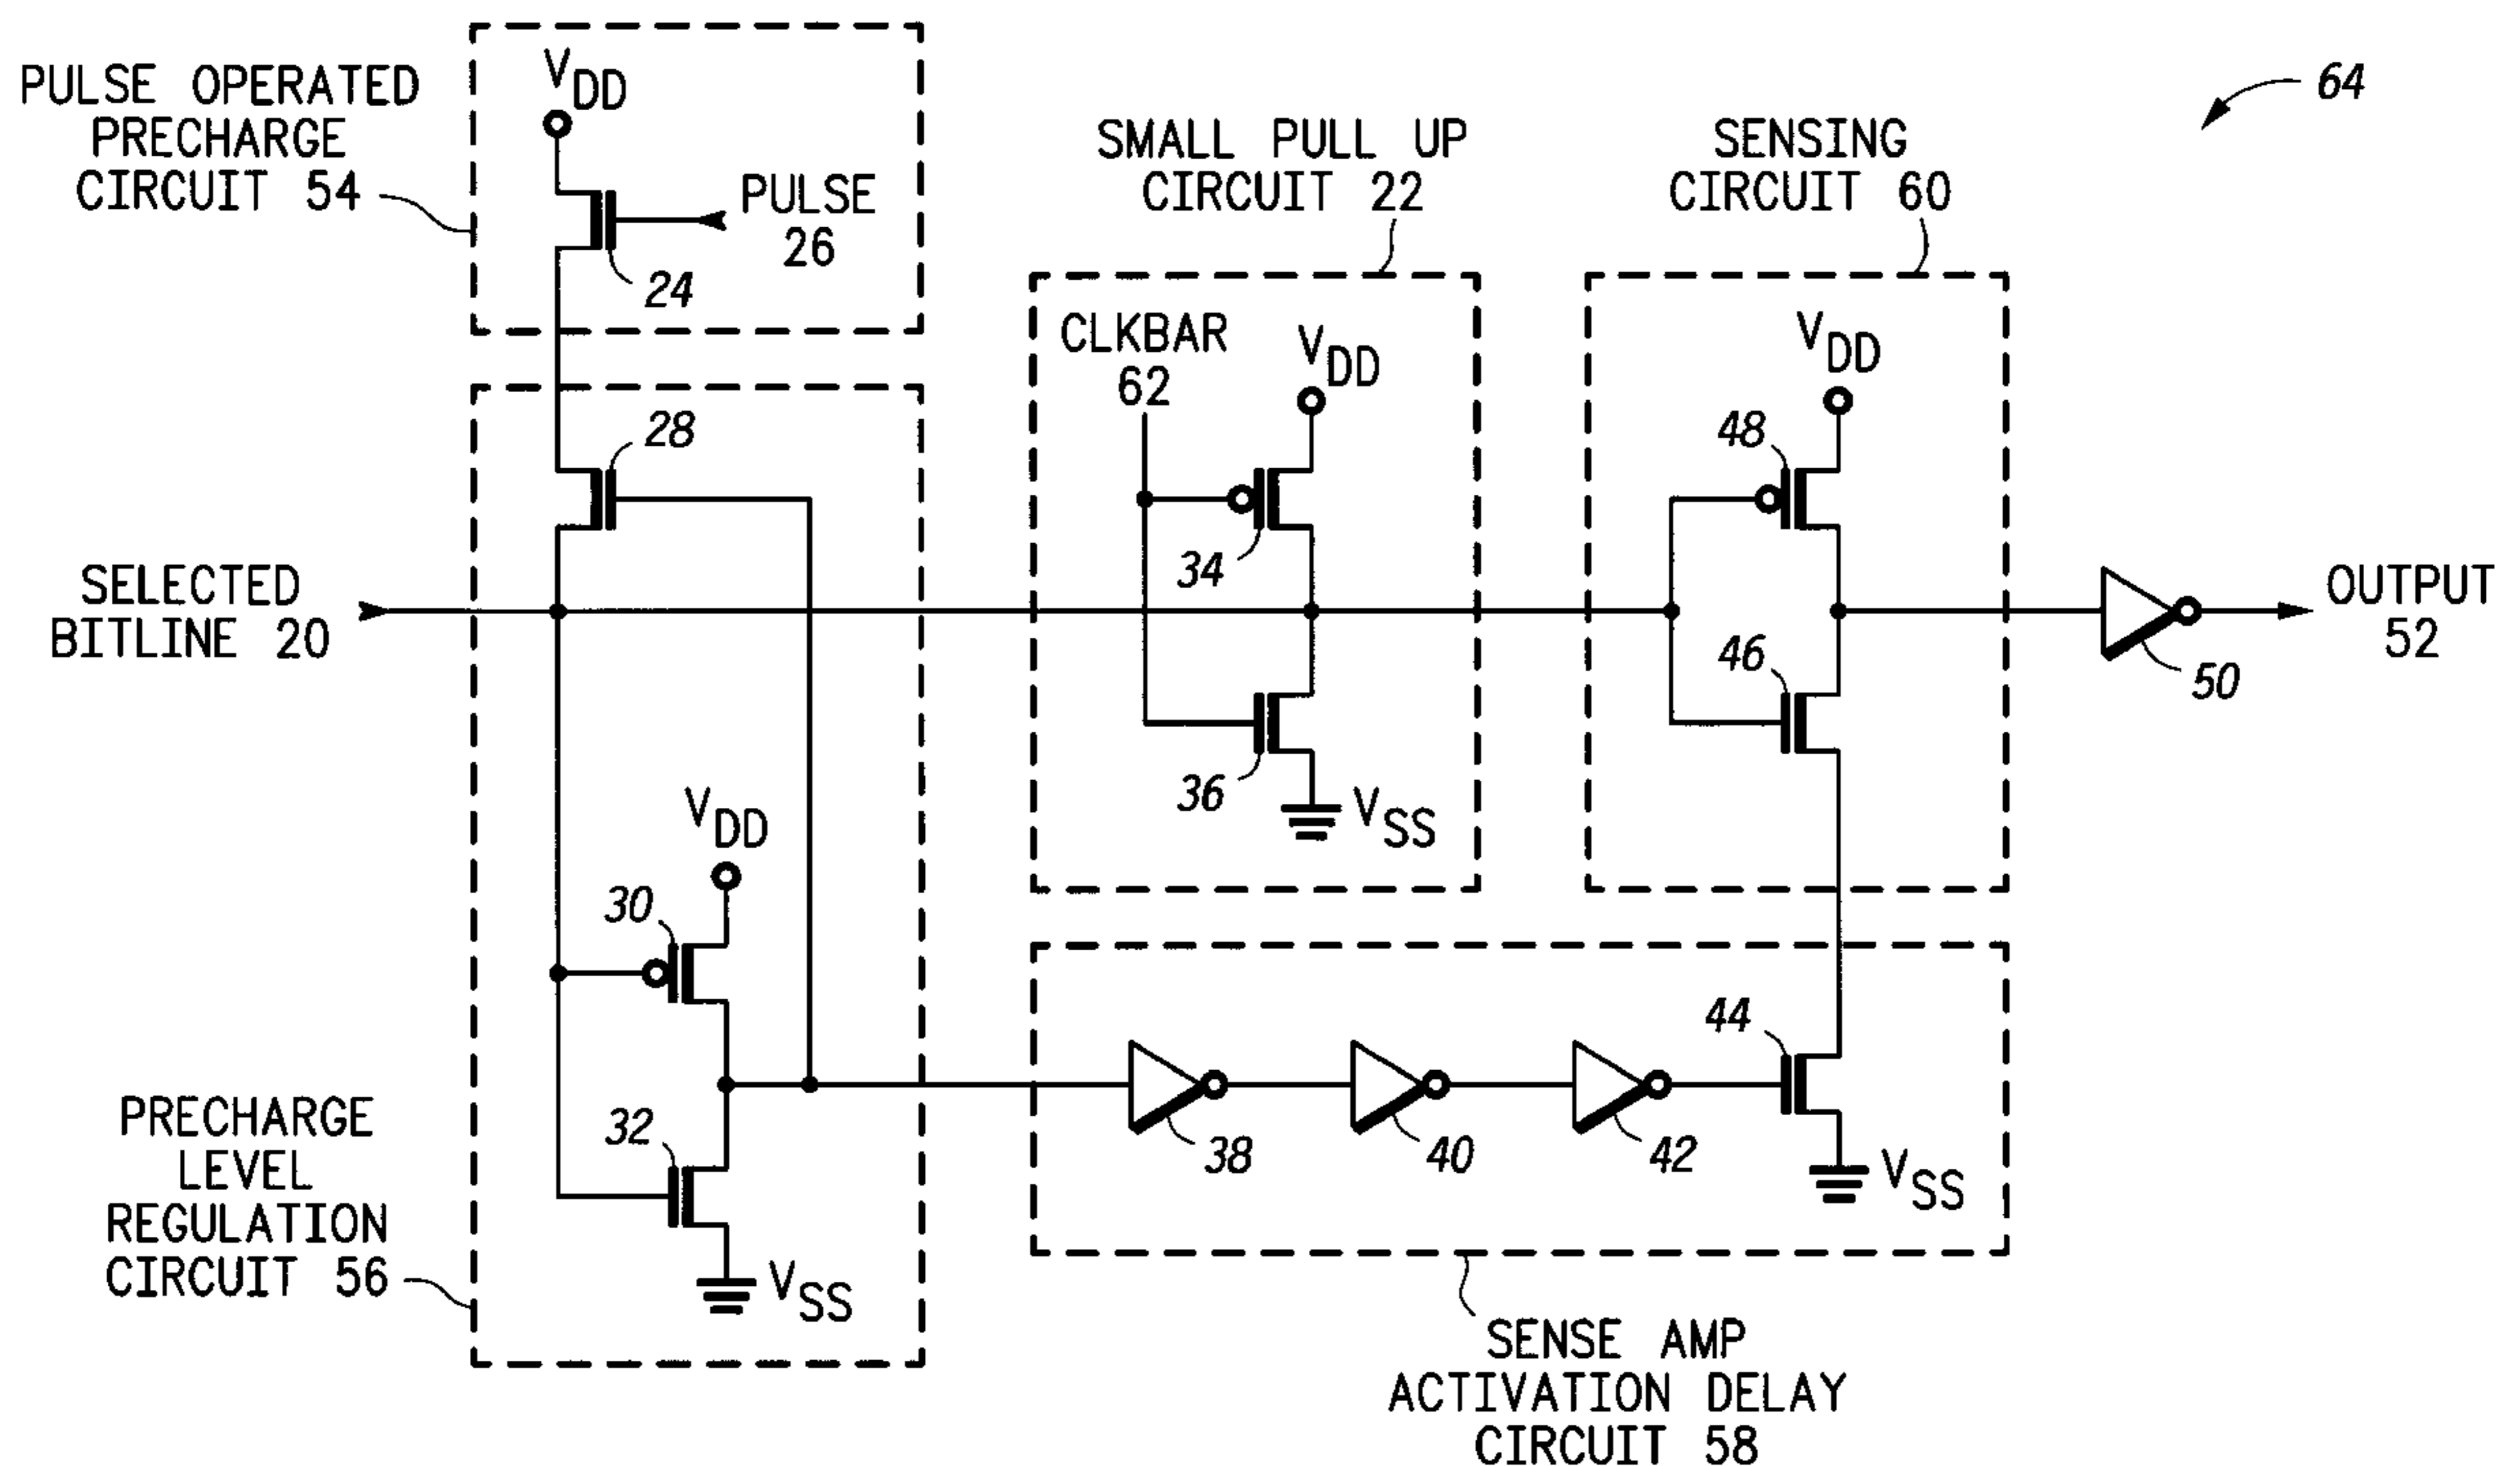 PULSE OPERATED
PRECHARGE
CIRCUIT 54
VDD
PULSE
26
24
64
SMALL PULL UP
CIRCUIT 22
SENSING
CIRCUIT 60
CLKBAR
62
VDD
VDD
28
34
48
SELECTED
BITLINE 20
36
VSS
46
50
OUTPUT
52
VDD
30
32
VSS
PRECHARGE
LEVEL
REGULATION
CIRCUIT 56
38
40
42
44
VSS
SENSE AMP
ACTIVATION DELAY
CIRCUIT 58